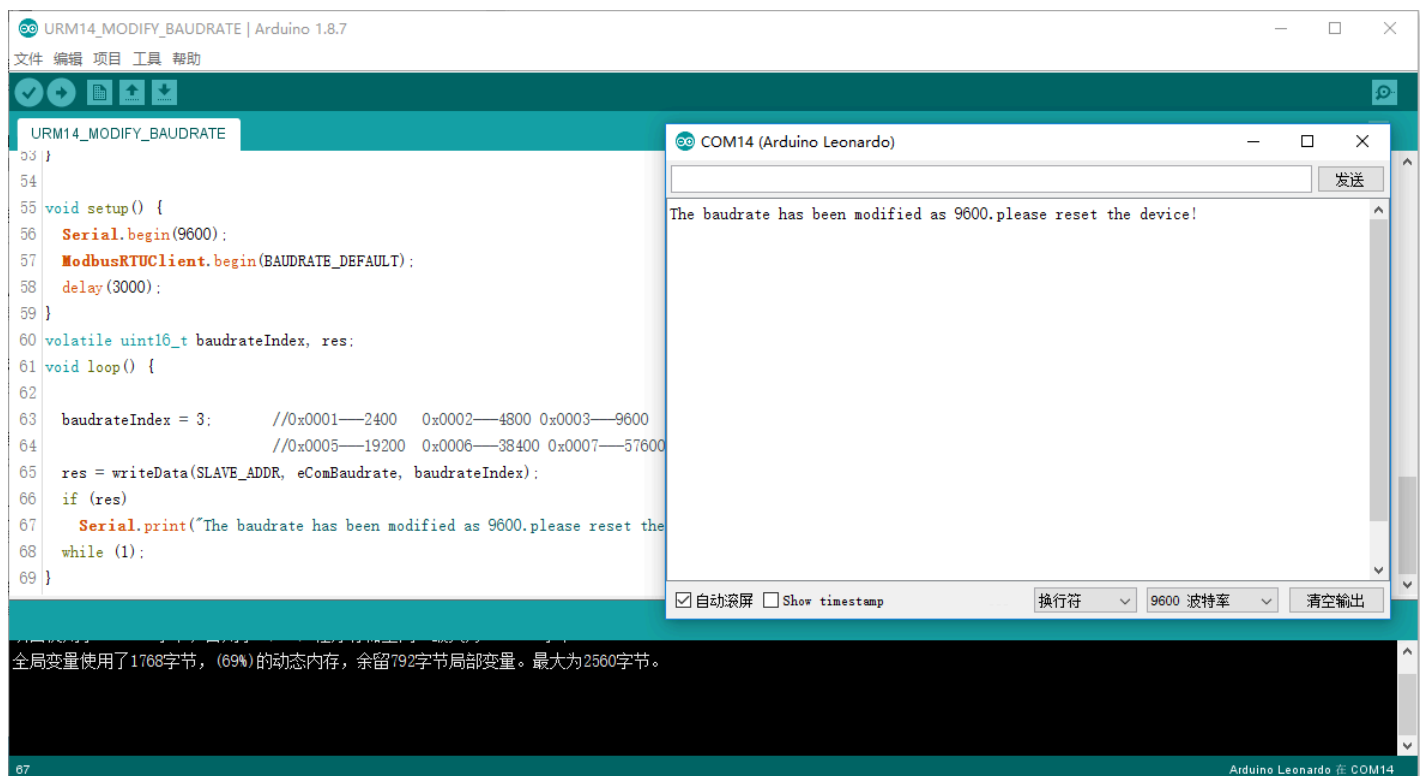 URM14_MODIFY_BAUDRATE | Arduino 1.8.7
文件 编辑 项目 工具 帮助
URM14_MODIFY_BAUDRATE
53 }
54
55 void setup() {
56 Serial.begin(9600);
57 ModbusRTUClient.begin(BAUDRATE_DEFAULT);
58 delay(3000);
59 }
60 volatile uint16_t baudrateIndex, res;
61 void loop() {
62
63 baudrateIndex = 3; //0x0001---2400 0x0002---4800 0x0003---9600
64 //0x0005---19200 0x0006---38400 0x0007---57600
65 res = writeData(SLAVE_ADDR, eComBaudrate, baudrateIndex);
66 if (res)
67 Serial.print("The baudrate has been modified as 9600.please reset the
68 while (1);
69 }
COM14 (Arduino Leonardo)
发送
The baudrate has been modified as 9600.please reset the device!
自动滚屏 Show timestamp 换行符 9600 波特率 清空输出
全局变量使用了1768字节，(69%)的动态内存，余留792字节局部变量。最大为2560字节。
67 Arduino Leonardo 在 COM14